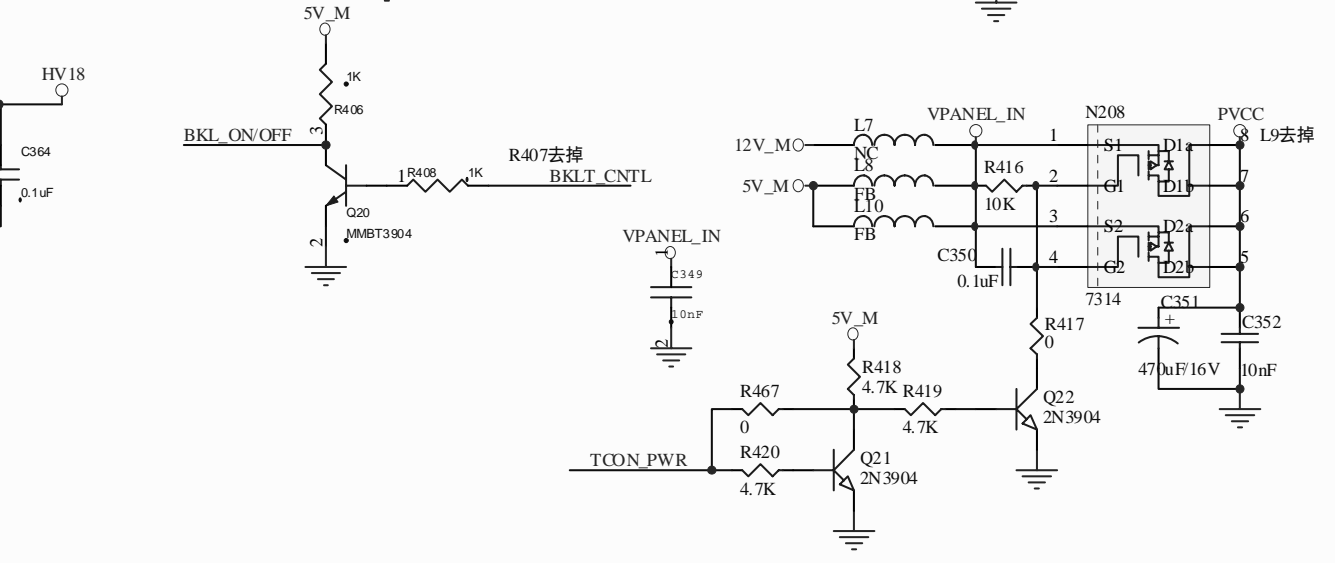 5V_M
HV18
1K
R406
3
BKL_ON/OFF
C364
0.1uF
R407去掉
1
R408
1K
BKLT_CNTL
Q20
MMBT3904
2
VPANEL_IN
1
C349
10nF
2
VPANEL_IN
N208
PVCC
L7
12V_M
NC
1
S1
D1a
8
L9去掉
L8
5V_M
FB
R416
10K
2
G1
D1b
7
L10
FB
3
S2
D2a
6
C350
0.1uF
4
G2
D2b
5
7314
C351
+
470uF/16V
C352
10nF
R417
0
5V_M
R418
4.7K
R467
0
R419
4.7K
Q22
2N3904
TCON_PWR
R420
4.7K
Q21
2N3904